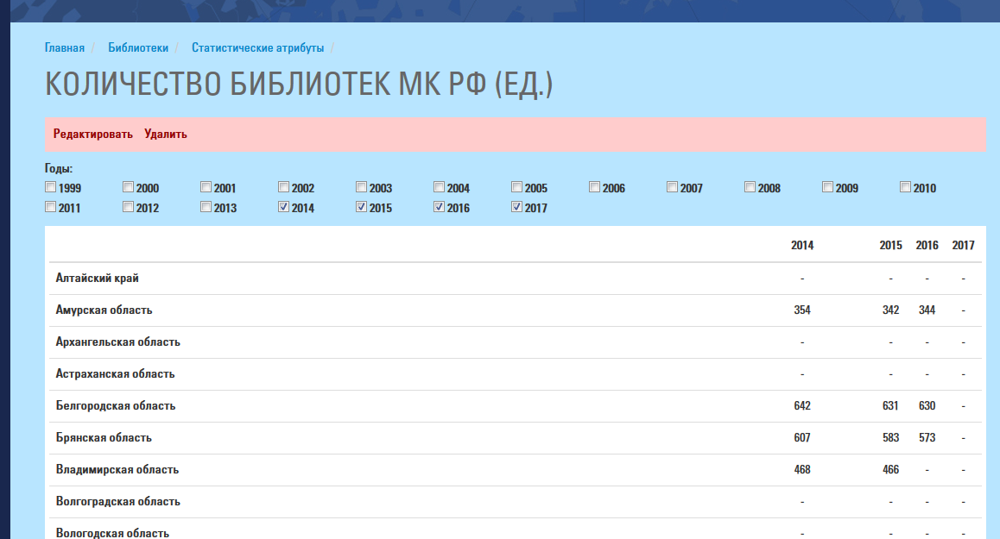 Главная / Библиотеки / Статистические атрибуты /
КОЛИЧЕСТВО БИБЛИОТЕК МК РФ (ЕД.)
Редактировать Удалить
Годы:
1999 2000 2001 2002 2003 2004 2005 2006 2007 2008 2009 2010
2011 2012 2013 2014 2015 2016 2017
2014 2015 2016 2017
Алтайский край - - - -
Амурская область 354 342 344 -
Архангельская область - - - -
Астраханская область - - - -
Белгородская область 642 631 630 -
Брянская область 607 583 573 -
Владимирская область 468 466 - -
Волгоградская область - - - -
Вологодская область - - - -